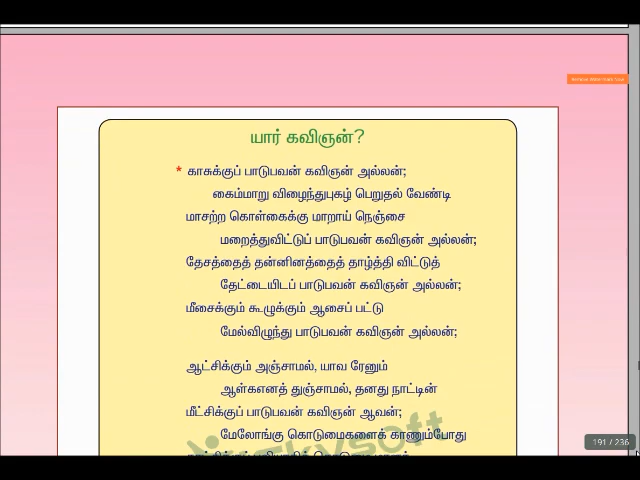 யார் கவிஞன்?
* காசுக்குப் பாடுபவன் கவிஞன் அல்லன்;
கைம்மாறு விழைந்துபுகழ் பெறுதல் வேண்டி
மாசற்ற கொள்கைக்கு மாறாய் நெஞ்சை
மறைத்துவிட்டுப் பாடுபவன் கவிஞன் அல்லன்;
தேசத்தைத் தன்னினத்தைத் தாழ்த்தி விட்டுத்
தேட்டையிடப் பாடுபவன் கவிஞன் அல்லன்;
மீசைக்கும் கூழுக்கும் ஆசைப் பட்டு
மேல்விழுந்து பாடுபவன் கவிஞன் அல்லன்;
ஆட்சிக்கும் அஞ்சாமல், யாவ ரேனும்
ஆள்கஎனத் துஞ்சாமல், தனது நாட்டின்
மீட்சிக்குப் பாடுபவன் கவிஞன் ஆவன்;
மேலோங்கு கொடுமைகளைக் காணும்போது
191 / 236